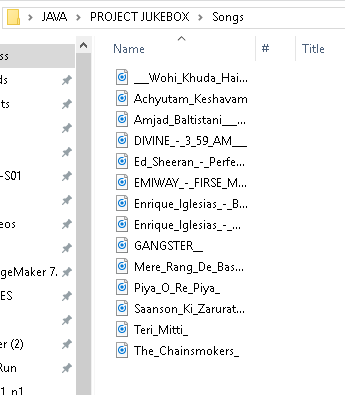 JAVA > PROJECT JUKEBOX > Songs
Name # Title
ss
ds
ts
-S01
eos
geMaker 7.
ES
r (2)
Run
1_n1
___Wohi_Khuda_Hai...
Achyutam_Keshavam
Amjad_Baltistani___...
DIVINE_-_3_59_AM___
Ed_Sheeran_-_Perfe...
EMIWAY_-_FIRSE_M...
Enrique_Iglesias_-_B...
Enrique_Iglesias_-_...
GANGSTER__
Mere_Rang_De_Bas...
Piya_O_Re_Piya_
Saanson_Ki_Zarurat...
Teri_Mitti_
The_Chainsmokers_